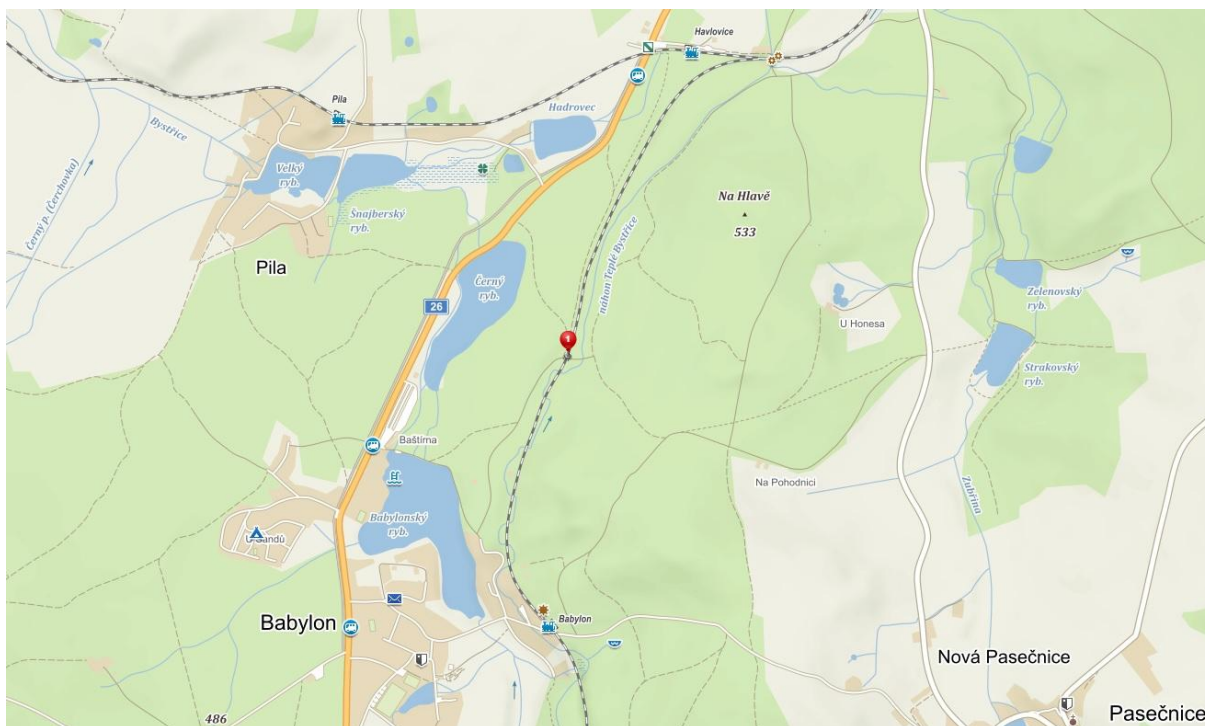 Havlovice
Pila
Bystřice
Hadrovec
Velký
ryb.
Šnajberský
ryb.
Černý p. (Čerchovka)
Na Hlavě
533
náhon Teplé Bystřice
Pila
Černý
ryb.
26
Zelenovský
ryb.
U Honesa
1
Strakovský
ryb.
Baštírna
Na Pohodnici
Zubřina
Babylonský
ryb.
Babylon
Babylon
Nová Pasečnice
486
Pasečnice